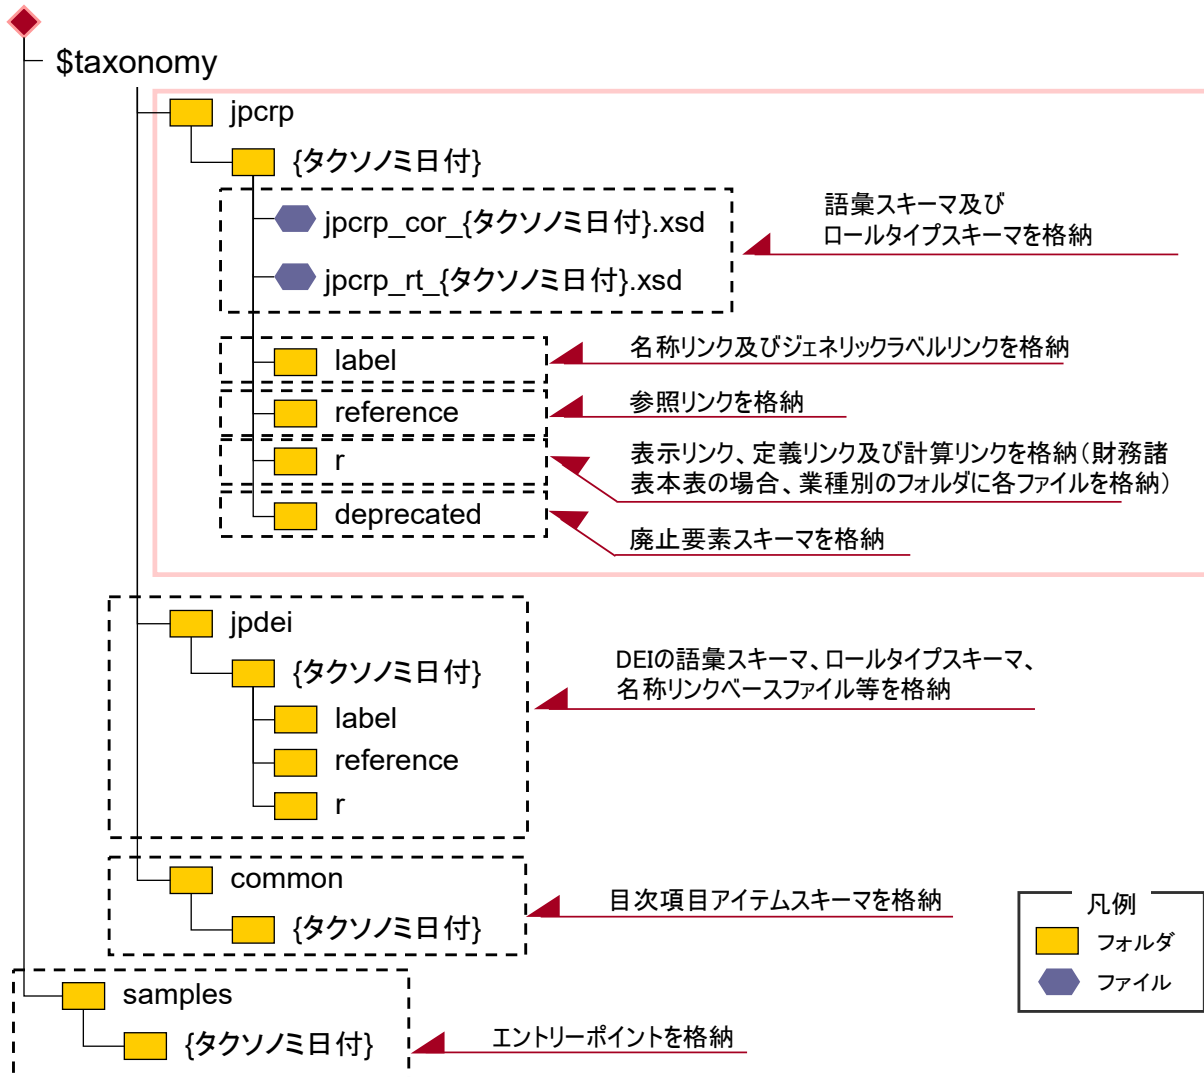 $taxonomy
jpcrp
{タクソノミ日付}
jpcrp_cor_{タクソノミ日付}.xsd
語彙スキーマ及び
ロールタイプスキーマを格納
jpcrp_rt_{タクソノミ日付}.xsd
label
名称リンク及びジェネリックラベルリンクを格納
reference
参照リンクを格納
r
表示リンク、定義リンク及び計算リンクを格納(財務諸
表本表の場合、業種別のフォルダに各ファイルを格納)
deprecated
廃止要素スキーマを格納
jpdei
{タクソノミ日付}
DEIの語彙スキーマ、ロールタイプスキーマ、
名称リンクベースファイル等を格納
label
reference
r
common
目次項目アイテムスキーマを格納
{タクソノミ日付}
凡例
フォルダ
ファイル
samples
{タクソノミ日付}
エントリーポイントを格納